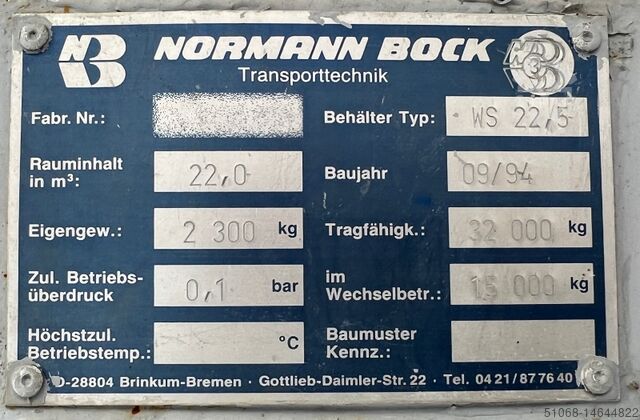 NB NORMANN BOCK
Transporttechnik
Fabr. Nr.: Behälter Typ: WS 22/5
Rauminhalt
in m³: 22,0 Baujahr 09/94
Eigengew.: 2 300 kg Tragfähigk.: 32 000 kg
Zul. Betriebs-
überdruck 0,1 bar im
Wechselbetr.: 15 000 kg
Höchstzul.
Betriebstemp.: °C Baumuster
Kennz.:
D-28804 Brinkum-Bremen · Gottlieb-Daimler-Str. 22 · Tel. 04 21/87 76 40
51068-14644822